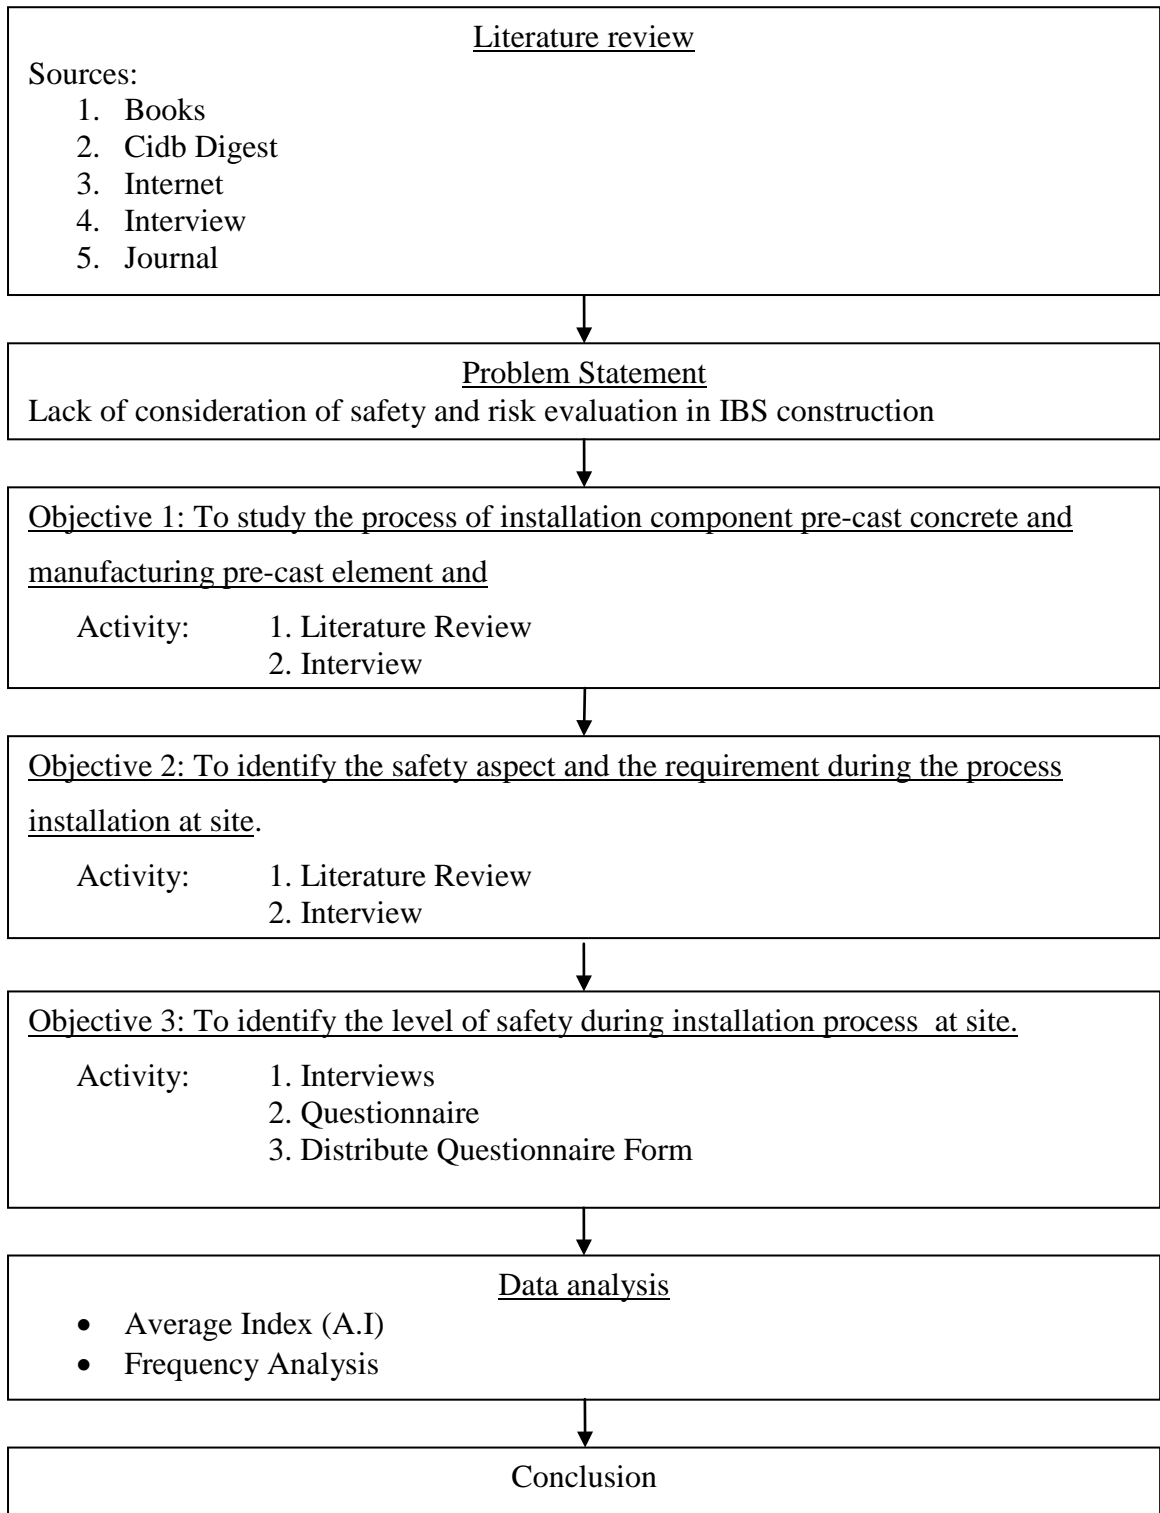 Literature review
Sources:
1. Books
2. Cidb Digest
3. Internet
4. Interview
5. Journal
Problem Statement
Lack of consideration of safety and risk evaluation in IBS construction
Objective 1: To study the process of installation component pre-cast concrete and
manufacturing pre-cast element and
Activity: 1. Literature Review
2. Interview
Objective 2: To identify the safety aspect and the requirement during the process
installation at site.
Activity: 1. Literature Review
2. Interview
Objective 3: To identify the level of safety during installation process  at site.
Activity: 1. Interviews
2. Questionnaire
3. Distribute Questionnaire Form
Data analysis
• Average Index (A.I)
• Frequency Analysis
Conclusion